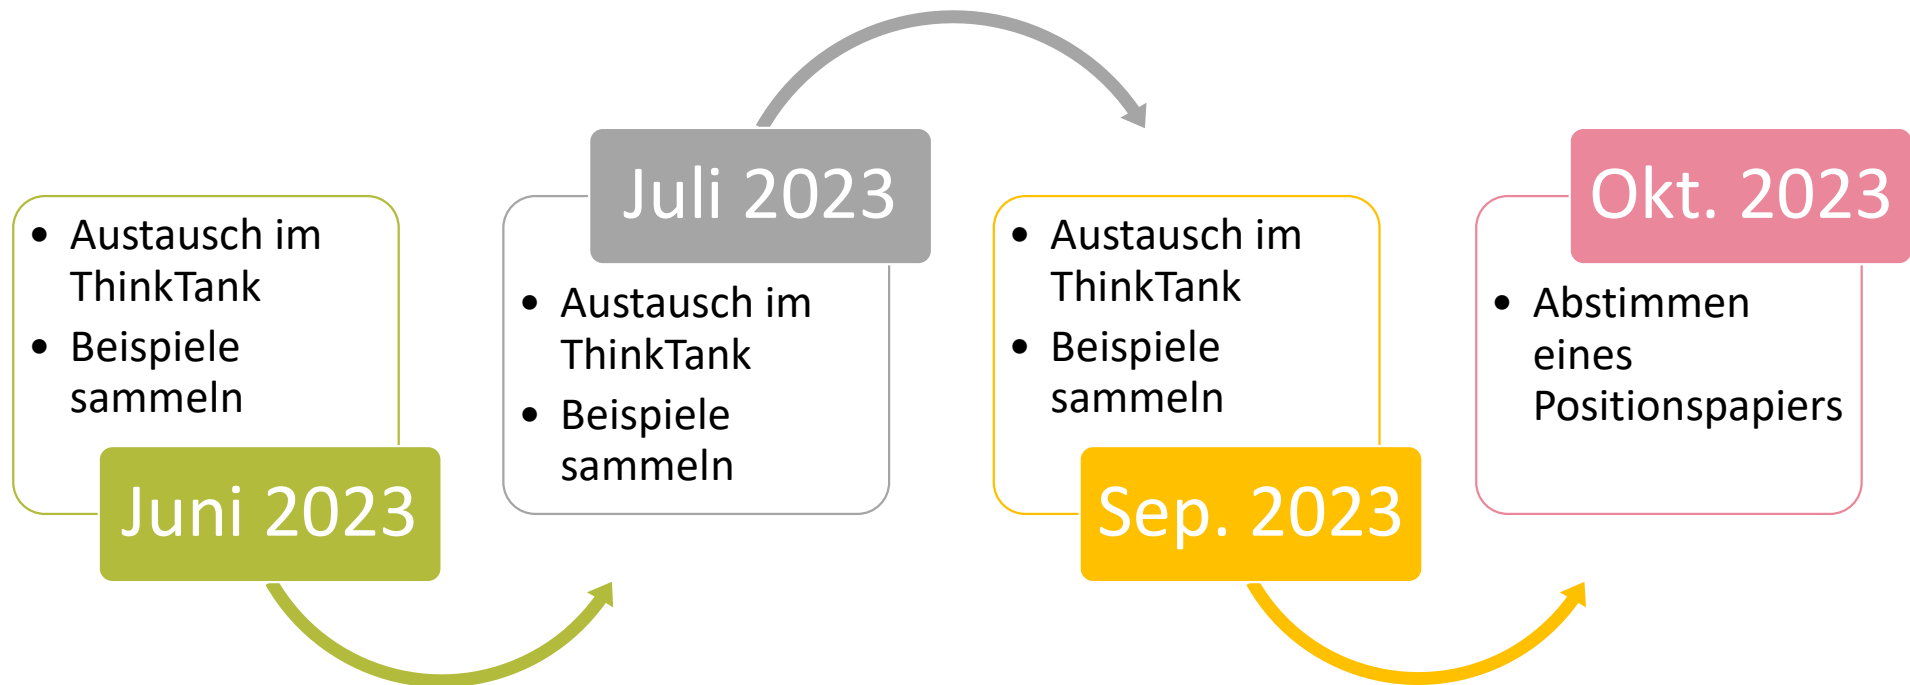 • Austausch im
ThinkTank
• Beispiele
sammeln
Juni 2023
Juli 2023
• Austausch im
ThinkTank
• Beispiele
sammeln
• Austausch im
ThinkTank
• Beispiele
sammeln
Sep. 2023
Okt. 2023
• Abstimmen
eines
Positionspapiers